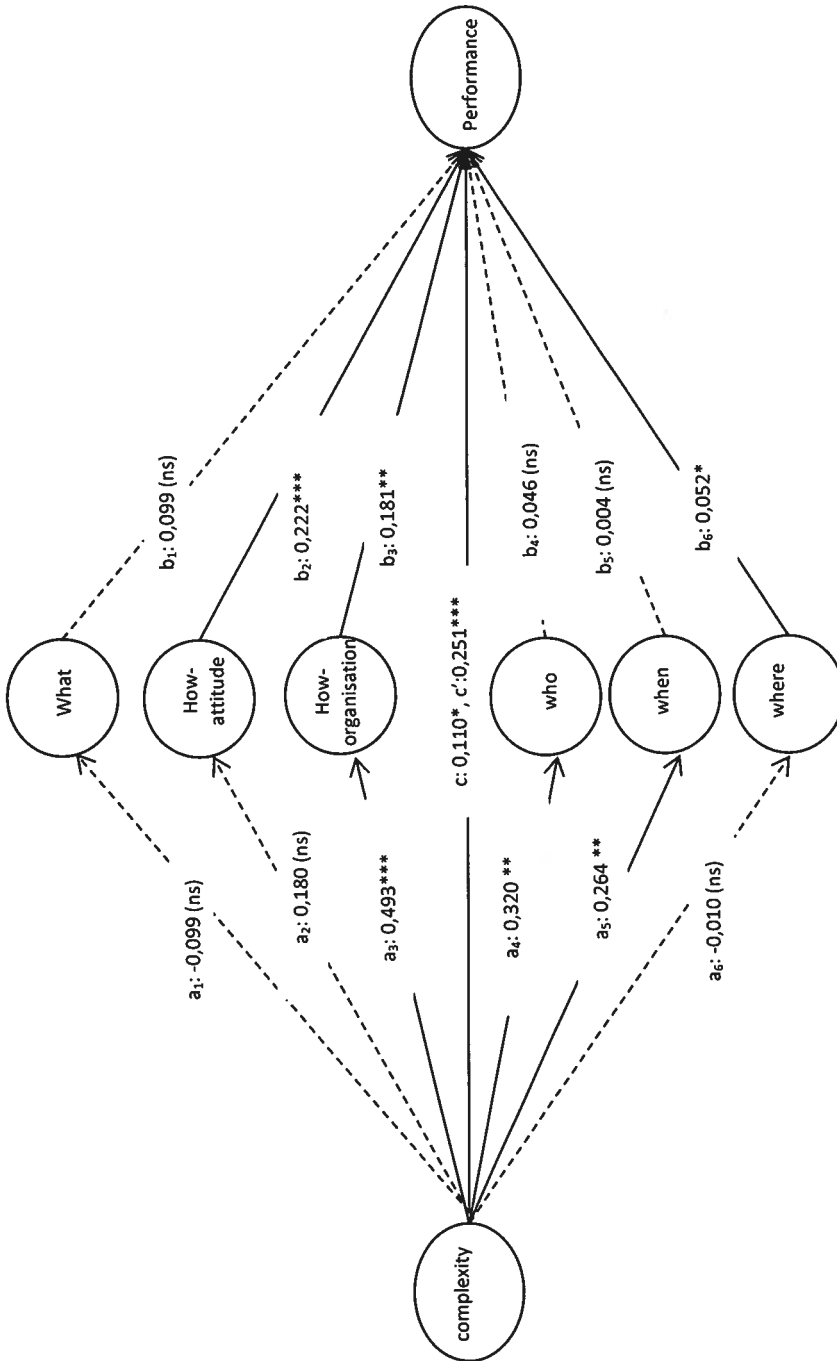 What
How-
attitude
How-
organisation
who
when
where
complexity
Performance
a₁: -0,099 (ns)
a₂: 0,180 (ns)
a₃: 0,493***
a₄: 0,320 **
a₅: 0,264 **
a₆: -0,010 (ns)
c: 0,110*, c':0,251***
b₁: 0,099 (ns)
b₂: 0,222***
b₃: 0,181**
b₄: 0,046 (ns)
b₅: 0,004 (ns)
b₆: 0,052*